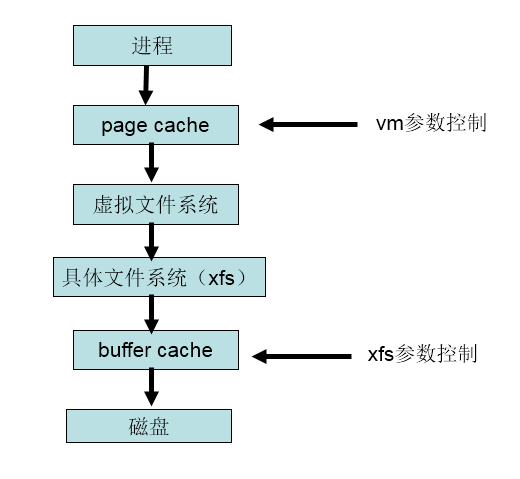 进程
page cache
vm参数控制
虚拟文件系统
具体文件系统（xfs）
buffer cache
xfs参数控制
磁盘